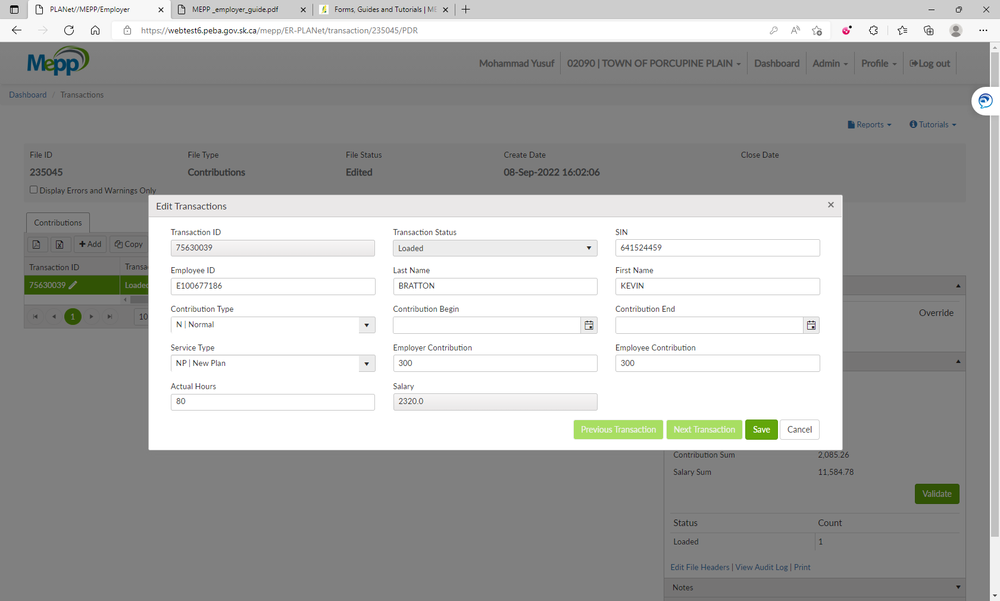 PLANet//MEPP/Employer
MEPP _employer_guide.pdf
Forms, Guides and Tutorials | ME
https://webtest6.peba.gov.sk.ca/mepp/ER-PLANet/transaction/235045/PDR
Mepp
Mohammad Yusuf
02090 | TOWN OF PORCUPINE PLAIN
Dashboard
Admin
Profile
Log out
Dashboard / Transactions
Reports
Tutorials
File ID
File Type
File Status
Create Date
Close Date
235045
Contributions
Edited
08-Sep-2022 16:02:06
Display Errors and Warnings Only
Contributions
Add
Copy
Transaction ID
Transa
75630039
Loaded
1
10
Edit Transactions
Transaction ID
Transaction Status
SIN
75630039
Loaded
641524459
Employee ID
Last Name
First Name
E100677186
BRATTON
KEVIN
Contribution Type
Contribution Begin
Contribution End
N | Normal
Service Type
Employer Contribution
Employee Contribution
NP | New Plan
300
300
Actual Hours
Salary
80
2320.0
Previous Transaction
Next Transaction
Save
Cancel
Override
Contribution Sum
2,085.26
Salary Sum
11,584.78
Validate
Status
Count
Loaded
1
Edit File Headers | View Audit Log | Print
Notes